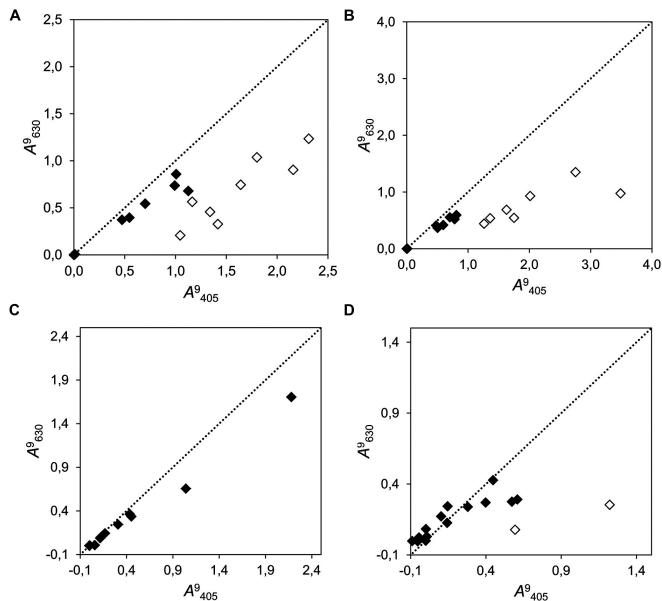 A
2,5
2,0
1,5
1,0
0,5
0,0
A⁹₆₃₀
0,0 0,5 1,0 1,5 2,0 2,5
A⁹₄₀₅
B
4,0
3,0
2,0
1,0
0,0
A⁹₆₃₀
0,0 1,0 2,0 3,0 4,0
A⁹₄₀₅
C
2,4
1,9
1,4
0,9
0,4
-0,1
A⁹₆₃₀
-0,1 0,4 0,9 1,4 1,9 2,4
A⁹₄₀₅
D
1,4
0,9
0,4
-0,1
A⁹₆₃₀
-0,1 0,4 0,9 1,4
A⁹₄₀₅